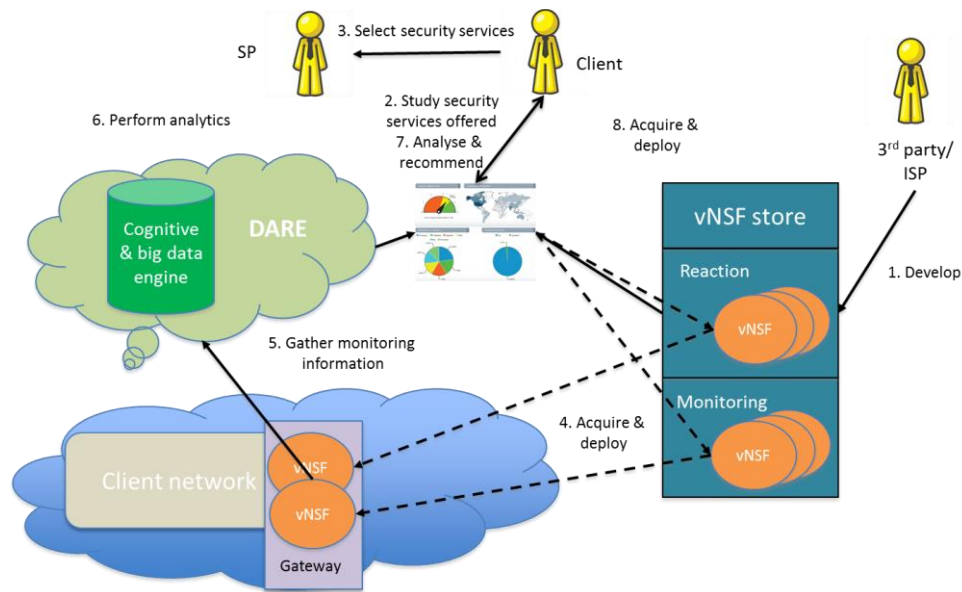 3. Select security services
SP
Client
2. Study security
services offered
7. Analyse &
recommend
6. Perform analytics
8. Acquire &
deploy
3rd party/
ISP
DARE
Cognitive
& big data
engine
vNSF store
Reaction
1. Develop
vNSF
5. Gather monitoring
information
Monitoring
4. Acquire &
deploy
vNSF
vNSF
Client network
vNSF
Gateway